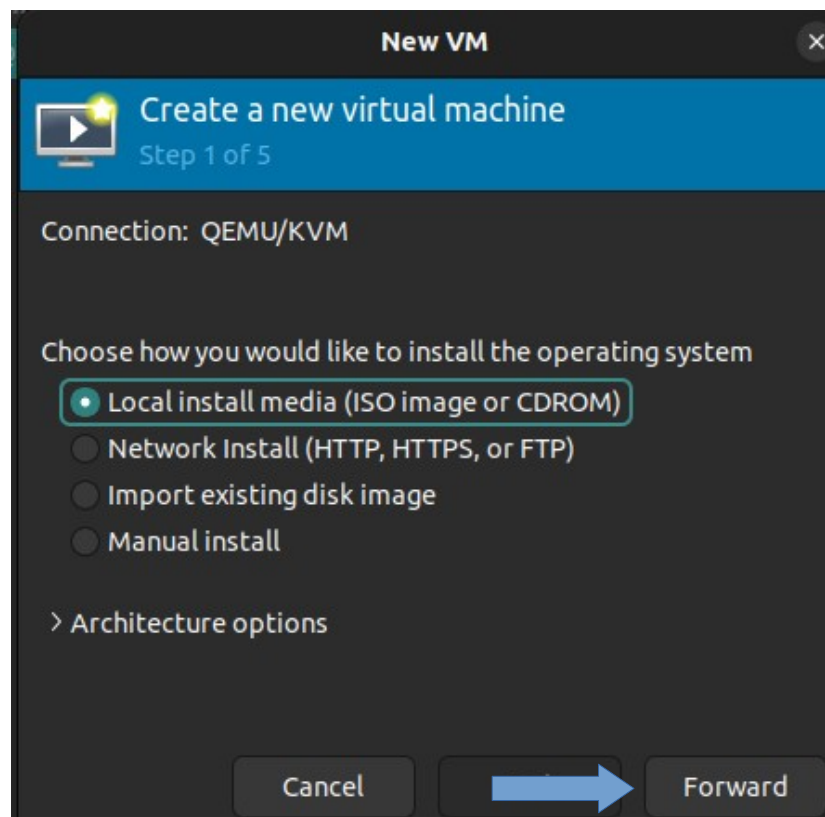 New VM
Create a new virtual machine
Step 1 of 5
Connection: QEMU/KVM
Choose how you would like to install the operating system
Local install media (ISO image or CDROM)
Network Install (HTTP, HTTPS, or FTP)
Import existing disk image
Manual install
Architecture options
Cancel
Forward